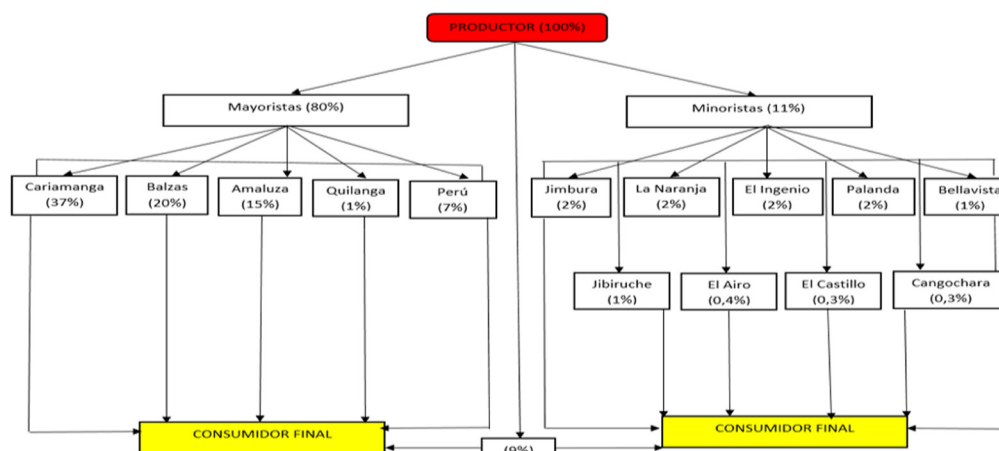 PRODUCTOR (100%)
Mayoristas (80%)
Minoristas (11%)
Cariamanga
(37%)
Balzas
(20%)
Amaluza
(15%)
Quilanga
(1%)
Perú
(7%)
Jimbura
(2%)
La Naranja
(2%)
El Ingenio
(2%)
Palanda
(2%)
Bellavista
(1%)
Jibiruche
(1%)
El Airo
(0,4%)
El Castillo
(0,3%)
Cangochara
(0,3%)
CONSUMIDOR FINAL
CONSUMIDOR FINAL
(9%)